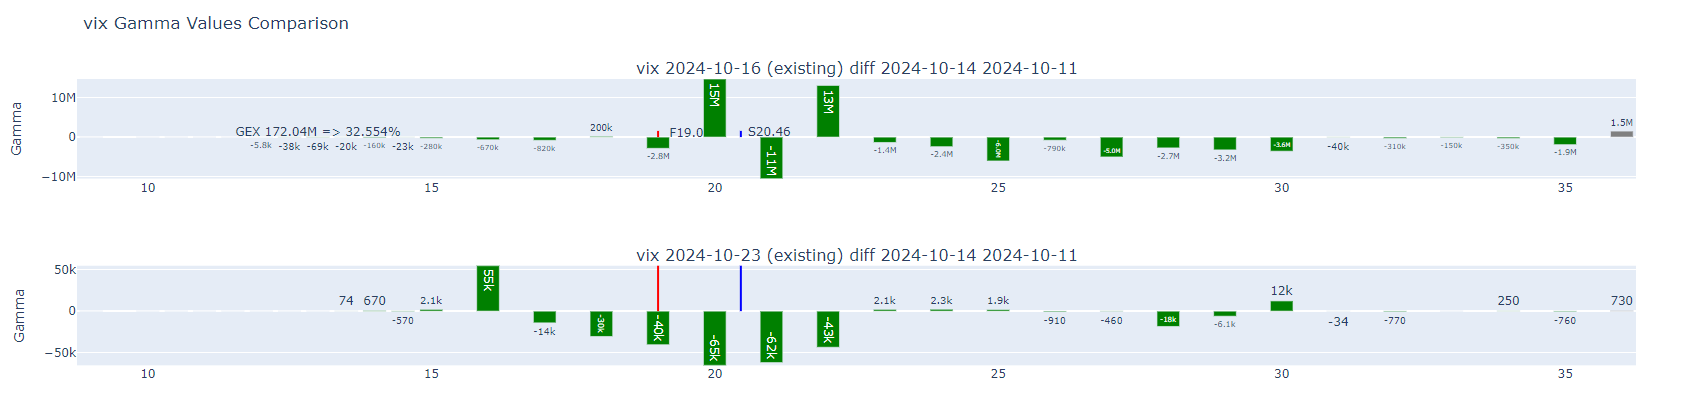 vix Gamma Values Comparison
vix 2024-10-16 (existing) diff 2024-10-14 2024-10-11
Gamma
10M
0
−10M
GEX 172.04M => 32.554%
F19.0
S20.46
-5.8k -38k -69k -20k -160k -23k -280k -670k -820k 200k -2.8M 15M -11M 13M -1.4M -2.4M -6.0M -790k -5.0M -2.7M -3.2M -3.6M -40k -310k -150k -350k -1.9M 1.5M
10 15 20 25 30 35
vix 2024-10-23 (existing) diff 2024-10-14 2024-10-11
Gamma
50k
0
−50k
74 670 -570 2.1k 55k -14k -30k -40k -65k -62k -43k 2.1k 2.3k 1.9k -910 -460 -18k -6.1k 12k -34 -770 250 -760 730
10 15 20 25 30 35